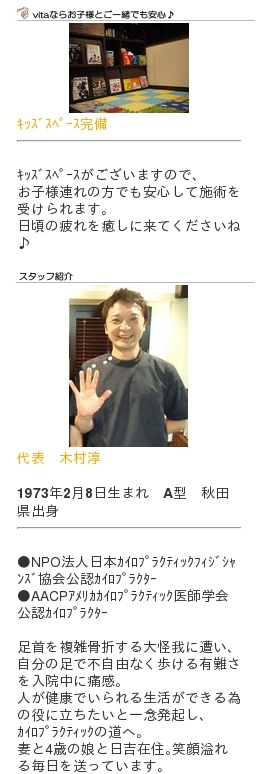 vitaならお子様とご一緒でも安心♪
ｷｯｽﾞｽﾍﾟｰｽ完備
ｷｯｽﾞｽﾍﾟｰｽがございますので、
お子様連れの方でも安心して施術を
受けられます。
日頃の疲れを癒しに来てくださいね
♪
スタッフ紹介
代表　木村淳
1973年2月8日生まれ　A型　秋田
県出身
●NPO法人日本ｶｲﾛﾌﾟﾗｸﾃｨｯｸﾌｨｼﾞｼｬ
ﾝｽﾞ協会公認ｶｲﾛﾌﾟﾗｸﾀｰ
●AACPｱﾒﾘｶｶｲﾛﾌﾟﾗｸﾃｨｯｸ医師学会
公認ｶｲﾛﾌﾟﾗｸﾀｰ
足首を複雑骨折する大怪我に遭い、
自分の足で不自由なく歩ける有難さ
を入院中に痛感。
人が健康でいられる生活ができる為
の役に立ちたいと一念発起し、
ｶｲﾛﾌﾟﾗｸﾃｨｯｸの道へ。
妻と4歳の娘と日吉在住｡笑顔溢れ
る毎日を送っています。